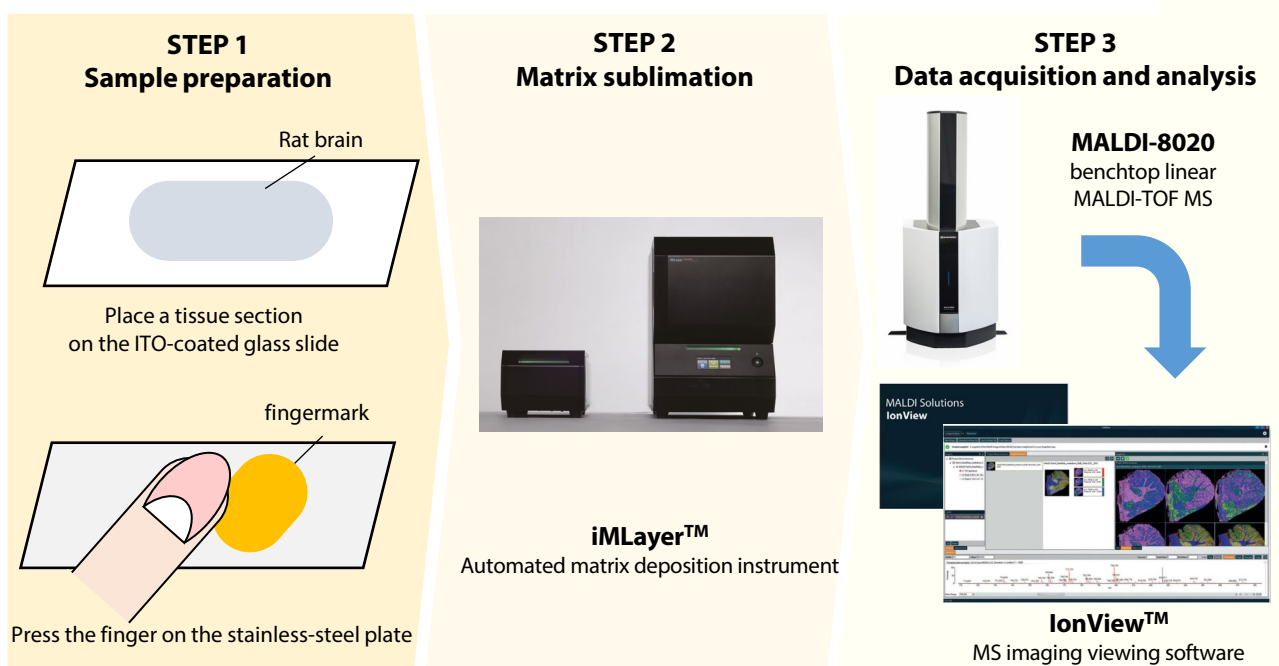 STEP 1
Sample preparation
Rat brain
Place a tissue section
on the ITO-coated glass slide
fingermark
Press the finger on the stainless-steel plate
STEP 2
Matrix sublimation
iMLayer™
Automated matrix deposition instrument
STEP 3
Data acquisition and analysis
MALDI-8020
benchtop linear
MALDI-TOF MS
MALDI Solutions
IonView
IonView™
MS imaging viewing software